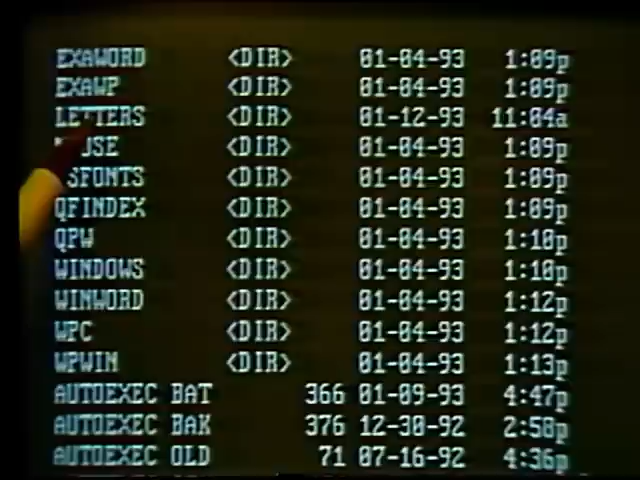 EXAWORD <DIR> 01-04-93 1:09p
EXAWP <DIR> 01-04-93 1:09p
LETTERS <DIR> 01-12-93 11:04a
<DIR> 01-04-93 1:09p
<DIR> 01-04-93 1:09p
QFINDEX <DIR> 01-04-93 1:09p
QPW <DIR> 01-04-93 1:10p
WINDOWS <DIR> 01-04-93 1:10p
WINWORD <DIR> 01-04-93 1:12p
WPC <DIR> 01-04-93 1:12p
WPWIN <DIR> 01-04-93 1:13p
AUTOEXEC BAT 366 01-09-93 4:47p
AUTOEXEC BAK 376 12-30-92 2:58p
AUTOEXEC OLD 71 07-16-92 4:36p